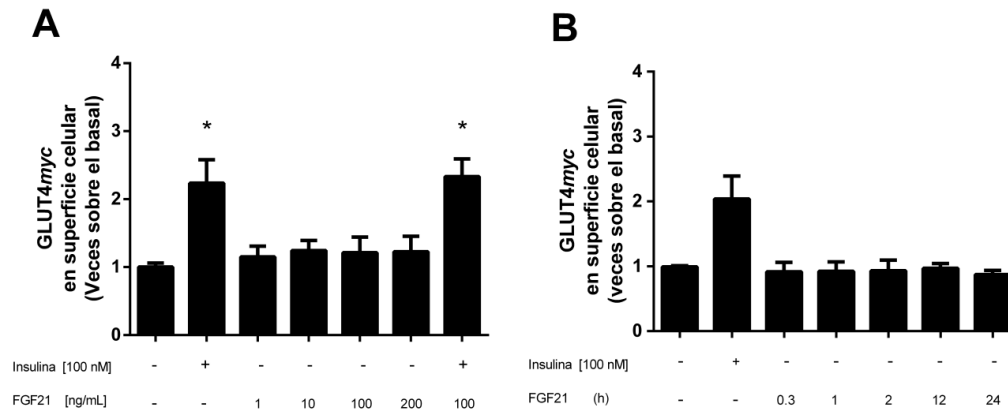 A
GLUT4myc
en superficie celular
(Veces sobre el basal)
4
3
2
1
0
*
*
Insulina [100 nM] - + - - - - +
FGF21 [ng/mL] - - 1 10 100 200 100
B
GLUT4myc
en superficie celular
(veces sobre el basal)
4
3
2
1
0
Insulina [100 nM] - + - - - - -
FGF21 (h) - - 0.3 1 2 12 24